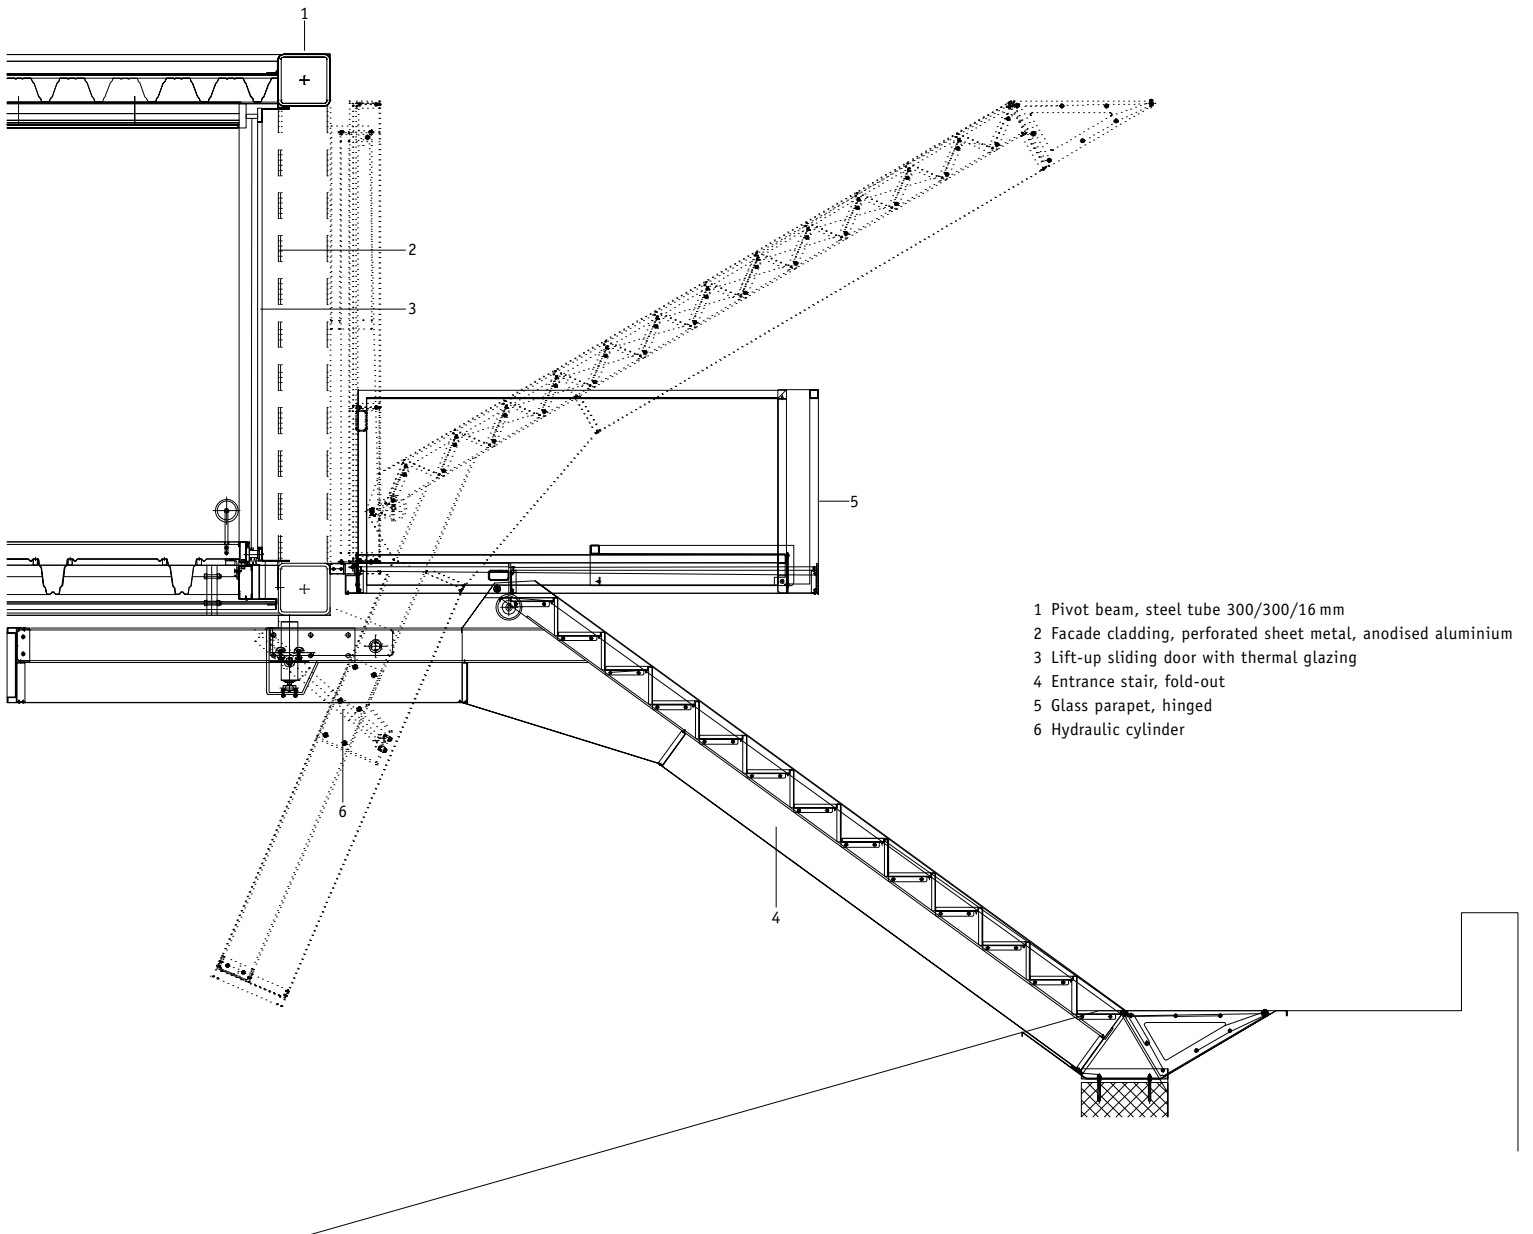 1
2
3
5
1 Pivot beam, steel tube 300/300/16 mm
2 Facade cladding, perforated sheet metal, anodised aluminium
3 Lift-up sliding door with thermal glazing
4 Entrance stair, fold-out
5 Glass parapet, hinged
6 Hydraulic cylinder
6
4